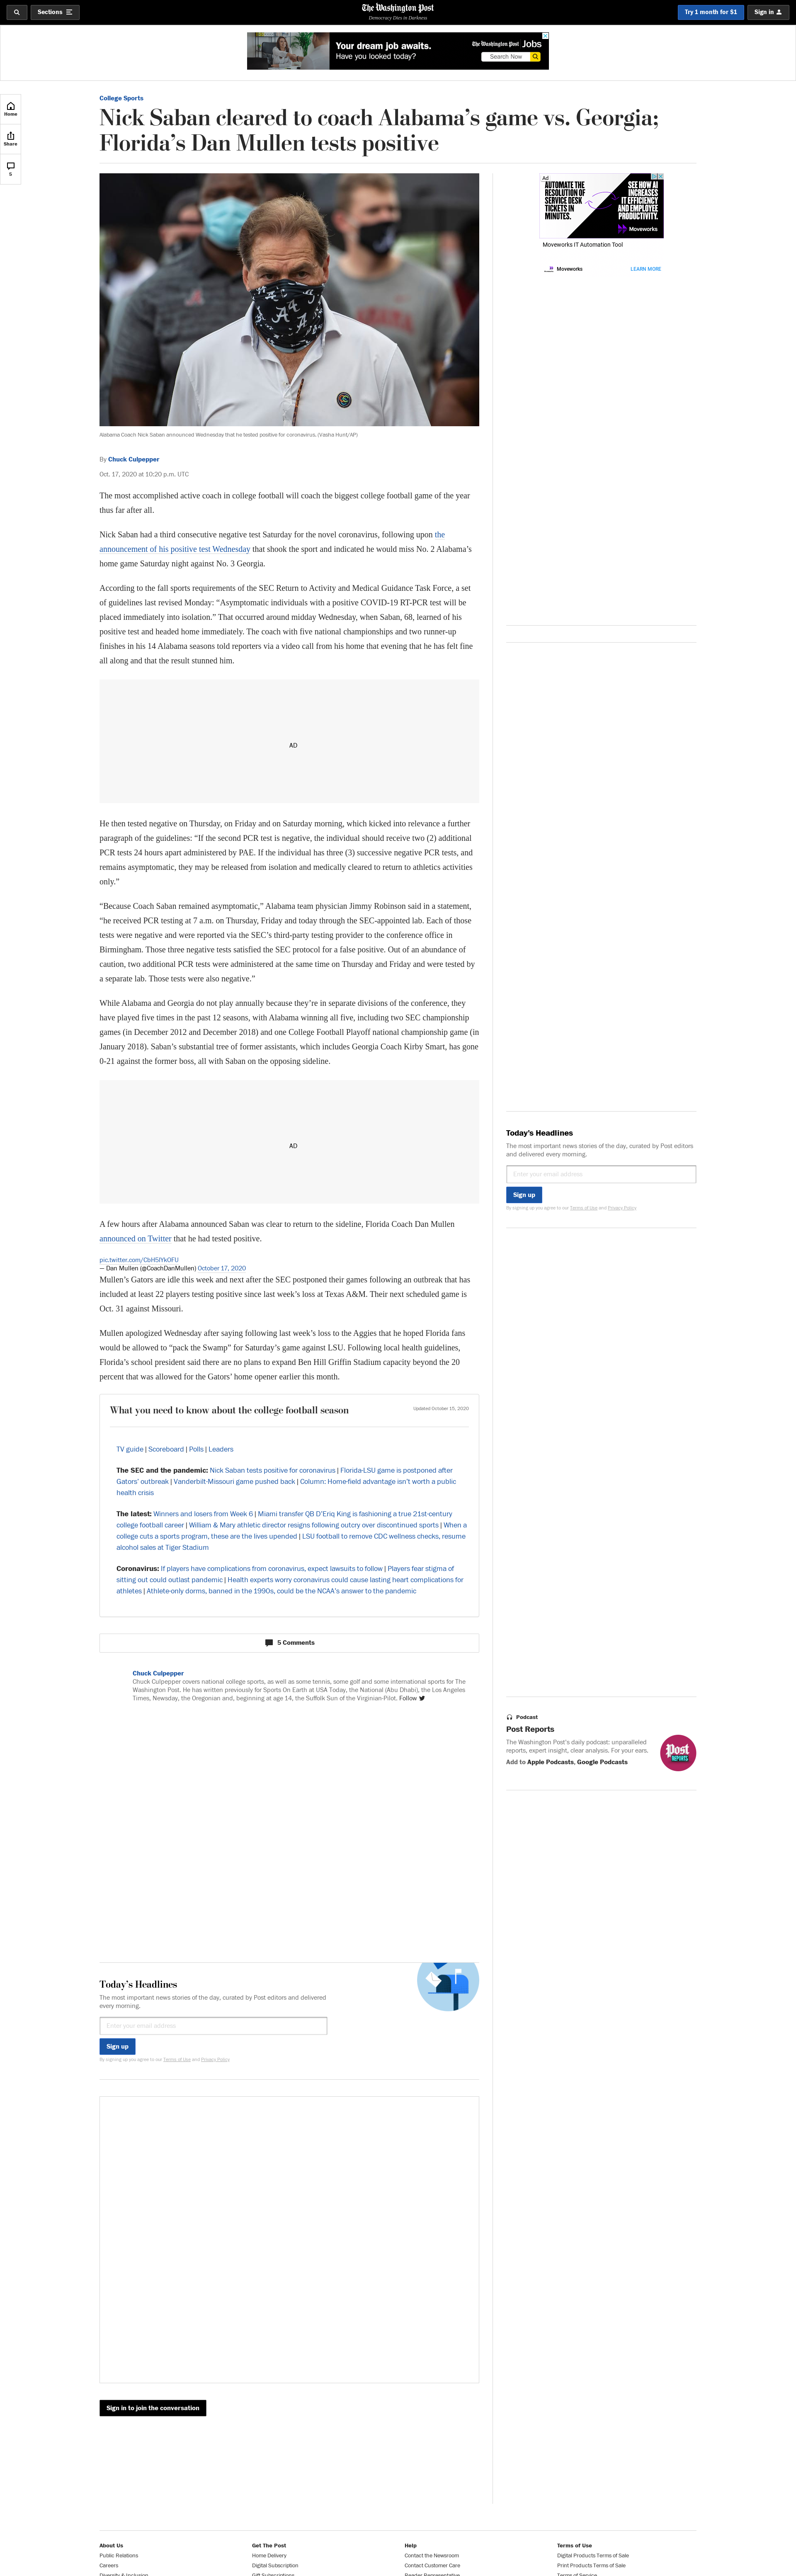 Sections
The Washington Post
Democracy Dies in Darkness
Try 1 month for $1
Sign in
Your dream job awaits.
Have you looked today?
The Washington Post Jobs
Search Now
Home
Share
5
College Sports
Nick Saban cleared to coach Alabama's game vs. Georgia;
Florida's Dan Mullen tests positive
Alabama Coach Nick Saban announced Wednesday that he tested positive for coronavirus. (Vasha Hunt/AP)
By Chuck Culpepper
Oct. 17, 2020 at 10:20 p.m. UTC
The most accomplished active coach in college football will coach the biggest college football game of the year
thus far after all.
Nick Saban had a third consecutive negative test Saturday for the novel coronavirus, following upon the
announcement of his positive test Wednesday that shook the sport and indicated he would miss No. 2 Alabama's
home game Saturday night against No. 3 Georgia.
According to the fall sports requirements of the SEC Return to Activity and Medical Guidance Task Force, a set
of guidelines last revised Monday: "Asymptomatic individuals with a positive COVID-19 RT-PCR test will be
placed immediately into isolation." That occurred around midday Wednesday, when Saban, 68, learned of his
positive test and headed home immediately. The coach with five national championships and two runner-up
finishes in his 14 Alabama seasons told reporters via a video call from his home that evening that he has felt fine
all along and that the result stunned him.
AD
He then tested negative on Thursday, on Friday and on Saturday morning, which kicked into relevance a further
paragraph of the guidelines: "If the second PCR test is negative, the individual should receive two (2) additional
PCR tests 24 hours apart administered by PAE. If the individual has three (3) successive negative PCR tests, and
remains asymptomatic, they may be released from isolation and medically cleared to return to athletics activities
only."
"Because Coach Saban remained asymptomatic," Alabama team physician Jimmy Robinson said in a statement,
"he received PCR testing at 7 a.m. on Thursday, Friday and today through the SEC-appointed lab. Each of those
tests were negative and were reported via the SEC's third-party testing provider to the conference office in
Birmingham. Those three negative tests satisfied the SEC protocol for a false positive. Out of an abundance of
caution, two additional PCR tests were administered at the same time on Thursday and Friday and were tested by
a separate lab. Those tests were also negative."
While Alabama and Georgia do not play annually because they're in separate divisions of the conference, they
have played five times in the past 12 seasons, with Alabama winning all five, including two SEC championship
games (in December 2012 and December 2018) and one College Football Playoff national championship game (in
January 2018). Saban's substantial tree of former assistants, which includes Georgia Coach Kirby Smart, has gone
0-21 against the former boss, all with Saban on the opposing sideline.
AD
A few hours after Alabama announced Saban was clear to return to the sideline, Florida Coach Dan Mullen
announced on Twitter that he had tested positive.
— Dan Mullen (@CoachDanMullen) October 17, 2020
Mullen's Gators are idle this week and next after the SEC postponed their games following an outbreak that has
included at least 22 players testing positive since last week's loss at Texas A&M. Their next scheduled game is
Oct. 31 against Missouri.
Mullen apologized Wednesday after saying following last week's loss to the Aggies that he hoped Florida fans
would be allowed to "pack the Swamp" for Saturday's game against LSU. Following local health guidelines,
Florida's school president said there are no plans to expand Ben Hill Griffin Stadium capacity beyond the 20
percent that was allowed for the Gators' home opener earlier this month.
What you need to know about the college football season
Updated October 15, 2020
TV guide | Scoreboard | Polls | Leaders
The SEC and the pandemic: Nick Saban tests positive for coronavirus | Florida-LSU game is postponed after
Gators' outbreak | Vanderbilt-Missouri game pushed back | Column: Home-field advantage isn't worth a public
health crisis
The latest: Winners and losers from Week 6 | Miami transfer QB D'Eriq King is fashioning a true 21st-century
college football career | William & Mary athletic director resigns following outcry over discontinued sports | When a
college cuts a sports program, these are the lives upended | LSU football to remove CDC wellness checks, resume
alcohol sales at Tiger Stadium
Coronavirus: If players have complications from coronavirus, expect lawsuits to follow | Players fear stigma of
sitting out could outlast pandemic | Health experts worry coronavirus could cause lasting heart complications for
athletes | Athlete-only dorms, banned in the 1990s, could be the NCAA's answer to the pandemic
5 Comments
Chuck Culpepper
Chuck Culpepper covers national college sports, as well as some tennis, some golf and some international sports for The
Washington Post. He has written previously for Sports On Earth at USA Today, the National (Abu Dhabi), the Los Angeles
Times, Newsday, the Oregonian and, beginning at age 14, the Suffolk Sun of the Virginian-Pilot. Follow
Today's Headlines
The most important news stories of the day, curated by Post editors and delivered
every morning.
Enter your email address
Sign up
By signing up you agree to our Terms of Use and Privacy Policy
Sign in to join the conversation
Ad
AUTOMATE THE
RESOLUTION OF
SERVICE DESK
TICKETS IN
MINUTES.
SEE HOW AI
INCREASES
IT EFFICIENCY
AND EMPLOYEE
PRODUCTIVITY.
Moveworks
Moveworks IT Automation Tool
Moveworks
LEARN MORE
Today's Headlines
The most important news stories of the day, curated by Post editors
and delivered every morning.
Enter your email address
Sign up
By signing up you agree to our Terms of Use and Privacy Policy
Podcast
Post Reports
The Washington Post's daily podcast: unparalleled
reports, expert insight, clear analysis. For your ears.
Add to Apple Podcasts, Google Podcasts
Post
REPORTS
About Us
Public Relations
Careers
Diversity & Inclusion
Get The Post
Home Delivery
Digital Subscription
Gift Subscriptions
Help
Contact the Newsroom
Contact Customer Care
Reader Representative
Terms of Use
Digital Products Terms of Sale
Print Products Terms of Sale
Terms of Service